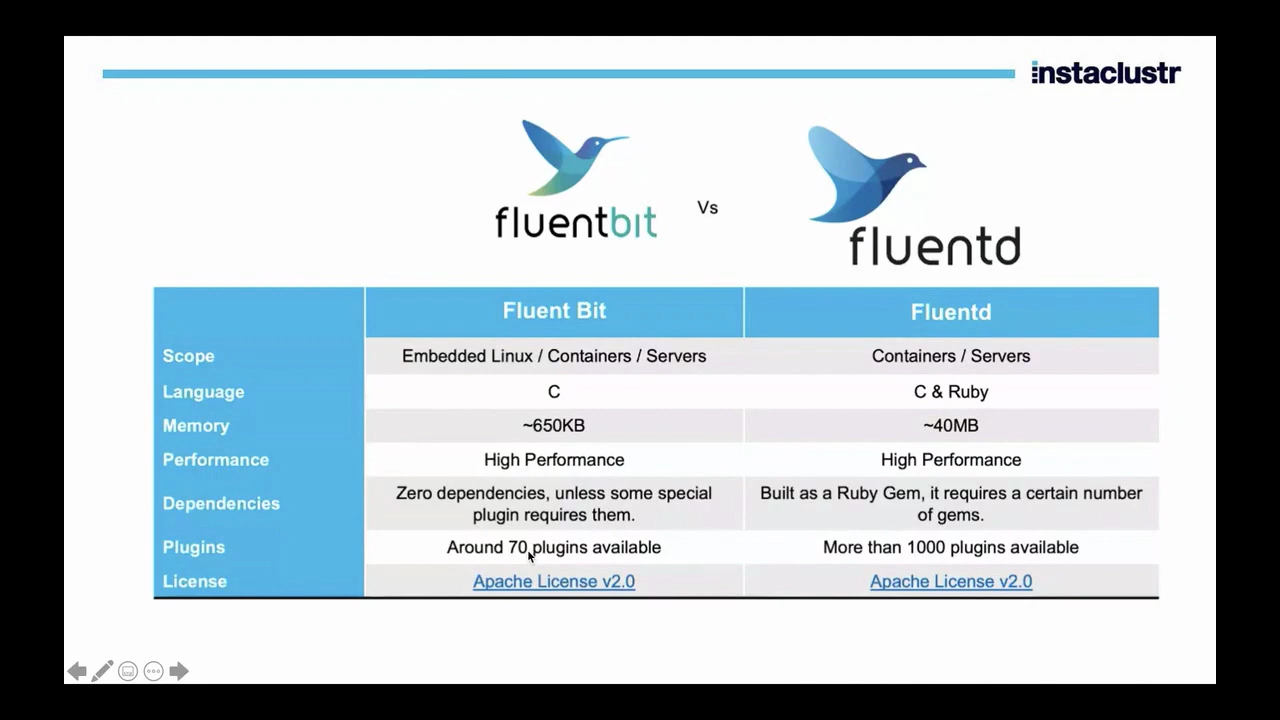 instaclustr
fluentbit
Vs
fluentd
Fluent Bit Fluentd
Scope Embedded Linux / Containers / Servers Containers / Servers
Language C C & Ruby
Memory ~650KB ~40MB
Performance High Performance High Performance
Dependencies Zero dependencies, unless some special plugin requires them. Built as a Ruby Gem, it requires a certain number of gems.
Plugins Around 70 plugins available More than 1000 plugins available
License Apache License v2.0 Apache License v2.0